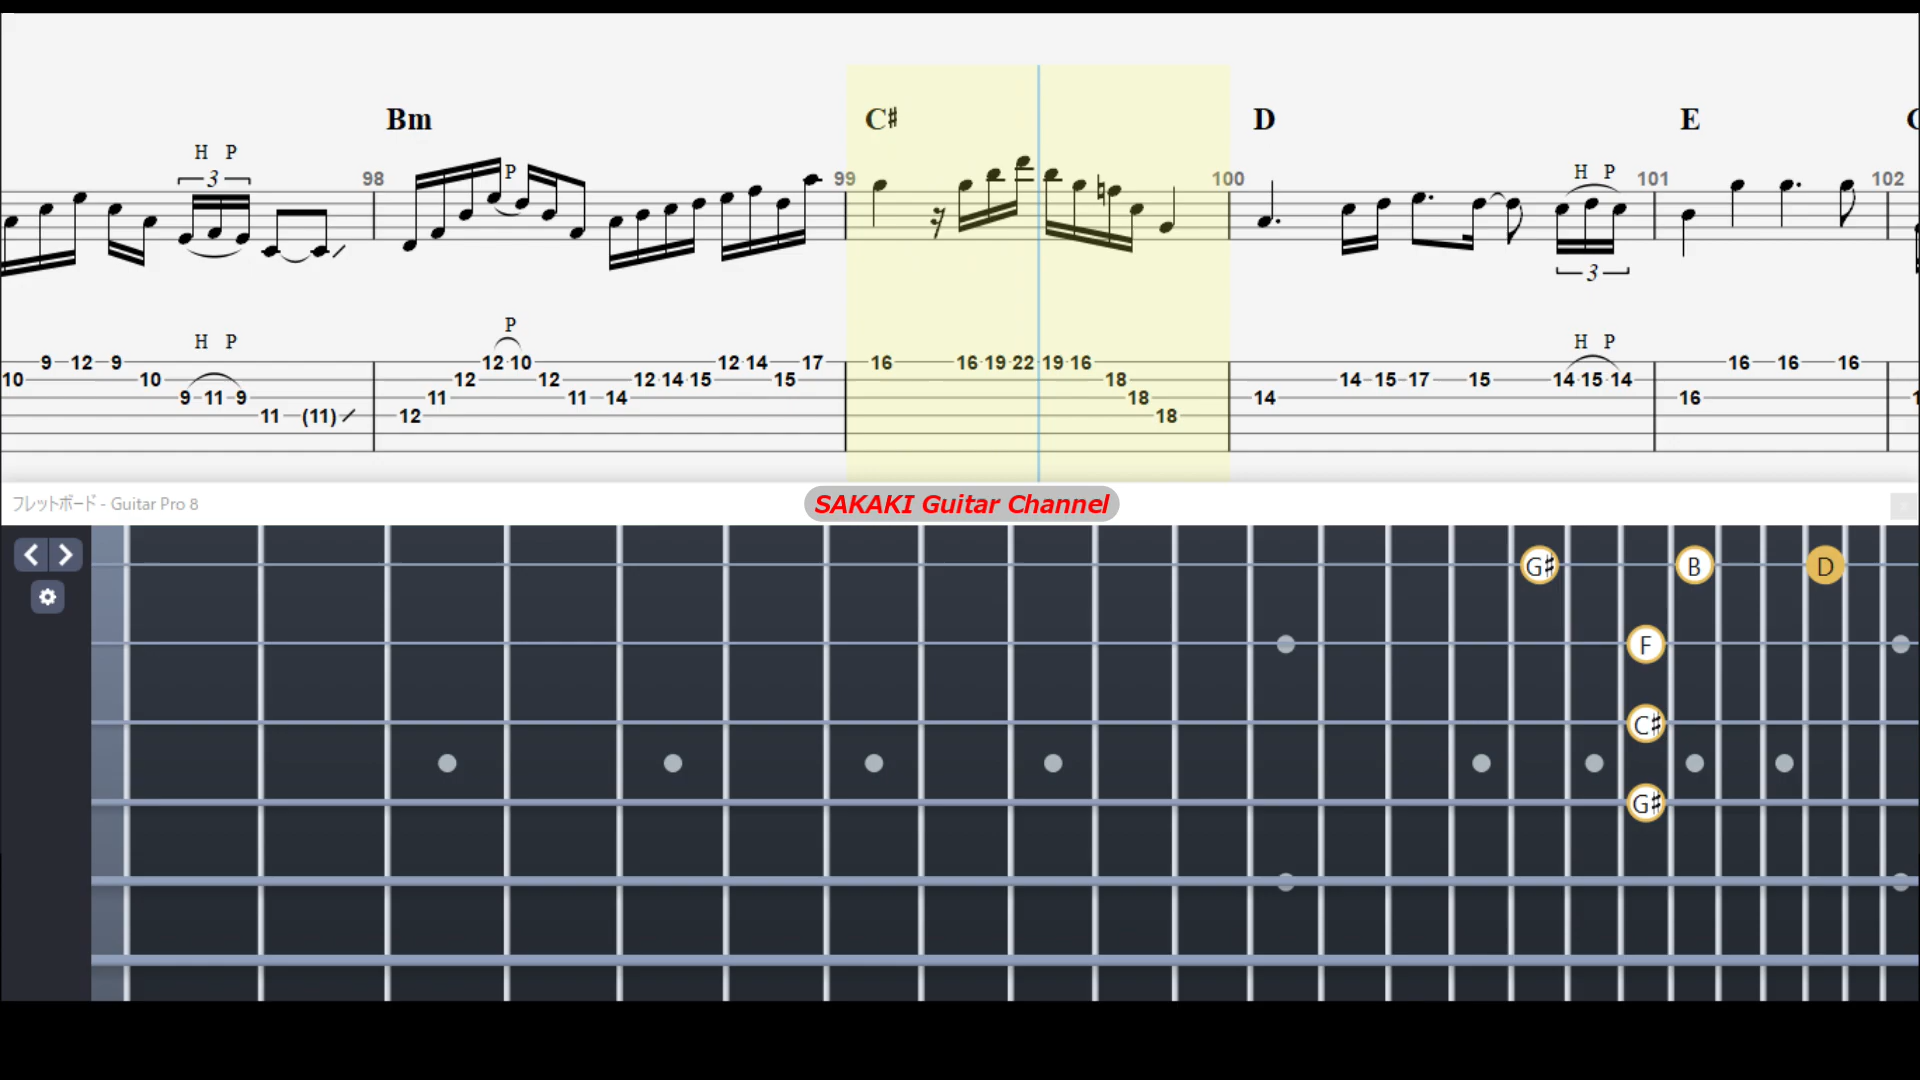 Bm C♯ D E
H P P H P
3 98 99 100 101 102
3
P
H P H P
9 12 9 12 10 12 14 17 16 16 19 22 19 16 16 16 16
10 12 12 12 14 15 15 18 14 15 17 15 14 15 14
9 11 9 11 14 18 14 16
11 (11) 12 18
フレットボード - Guitar Pro 8
SAKAKI Guitar Channel
G♯ B D
F
C♯
G♯